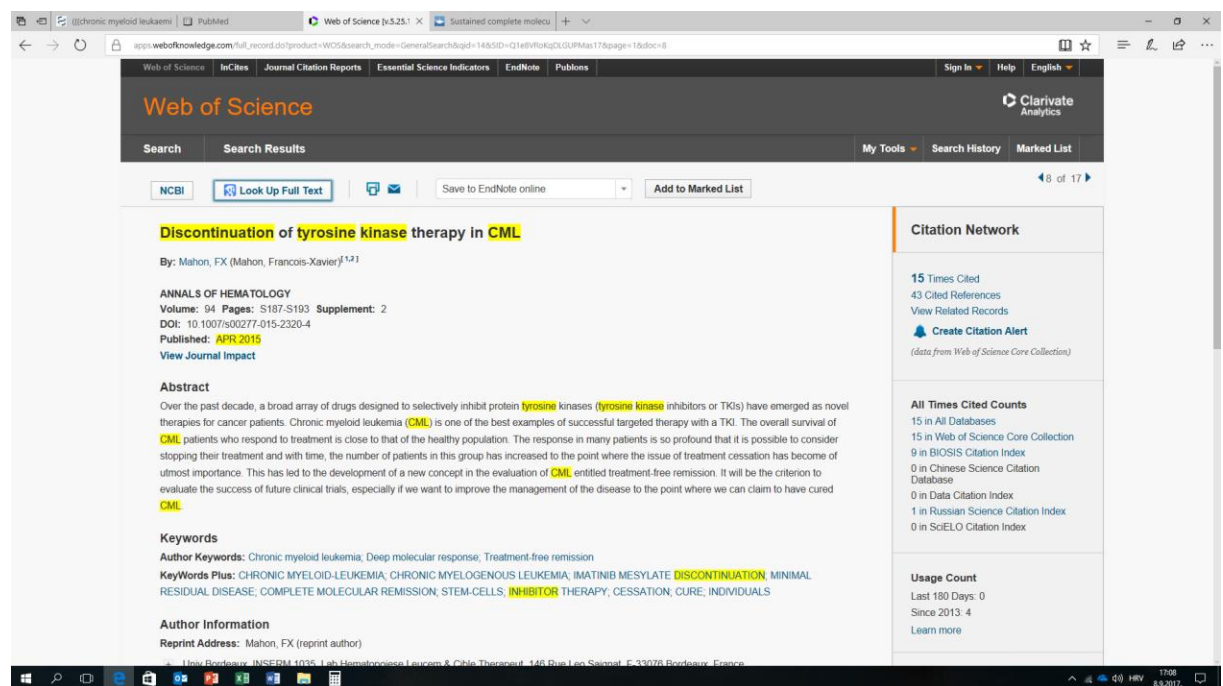 (((chronic myeloid leukaemi
PubMed
Web of Science [v.5.25.1
Sustained complete molecu
apps.webofknowledge.com/full_record.do?product=WOS&search_mode=GeneralSearch&qid=14&SID=Q1e8VRoKqDLGUPMas17&page=1&doc=8
Web of Science InCites Journal Citation Reports Essential Science Indicators EndNote Publons
Sign In Help English
Web of Science
Clarivate
Analytics
Search Search Results
My Tools Search History Marked List
NCBI Look Up Full Text Save to EndNote online Add to Marked List
8 of 17
Discontinuation of tyrosine kinase therapy in CML
By: Mahon, FX (Mahon, Francois-Xavier)[ 1,2 ]
ANNALS OF HEMATOLOGY
Volume: 94 Pages: S187-S193 Supplement: 2
DOI: 10.1007/s00277-015-2320-4
Published: APR 2015
View Journal Impact
Abstract
Over the past decade, a broad array of drugs designed to selectively inhibit protein tyrosine kinases (tyrosine kinase inhibitors or TKIs) have emerged as novel
therapies for cancer patients. Chronic myeloid leukemia (CML) is one of the best examples of successful targeted therapy with a TKI. The overall survival of
CML patients who respond to treatment is close to that of the healthy population. The response in many patients is so profound that it is possible to consider
stopping their treatment and with time, the number of patients in this group has increased to the point where the issue of treatment cessation has become of
utmost importance. This has led to the development of a new concept in the evaluation of CML entitled treatment-free remission. It will be the criterion to
evaluate the success of future clinical trials, especially if we want to improve the management of the disease to the point where we can claim to have cured
CML.
Keywords
Author Keywords: Chronic myeloid leukemia; Deep molecular response; Treatment-free remission
KeyWords Plus: CHRONIC MYELOID-LEUKEMIA; CHRONIC MYELOGENOUS LEUKEMIA; IMATINIB MESYLATE DISCONTINUATION; MINIMAL
RESIDUAL DISEASE; COMPLETE MOLECULAR REMISSION; STEM-CELLS; INHIBITOR THERAPY; CESSATION; CURE; INDIVIDUALS
Author Information
Reprint Address: Mahon, FX (reprint author)
Univ Bordeaux, INSERM 1035, Lab Hematopoiese Leucem & Cible Therapeut, 146 Rue Leo Saignat, F-33076 Bordeaux, France
Citation Network
15 Times Cited
43 Cited References
View Related Records
Create Citation Alert
(data from Web of Science Core Collection)
All Times Cited Counts
15 in All Databases
15 in Web of Science Core Collection
9 in BIOSIS Citation Index
0 in Chinese Science Citation
Database
0 in Data Citation Index
1 in Russian Science Citation Index
0 in SciELO Citation Index
Usage Count
Last 180 Days: 0
Since 2013: 4
Learn more
HRV
17:08
8.9.2017.